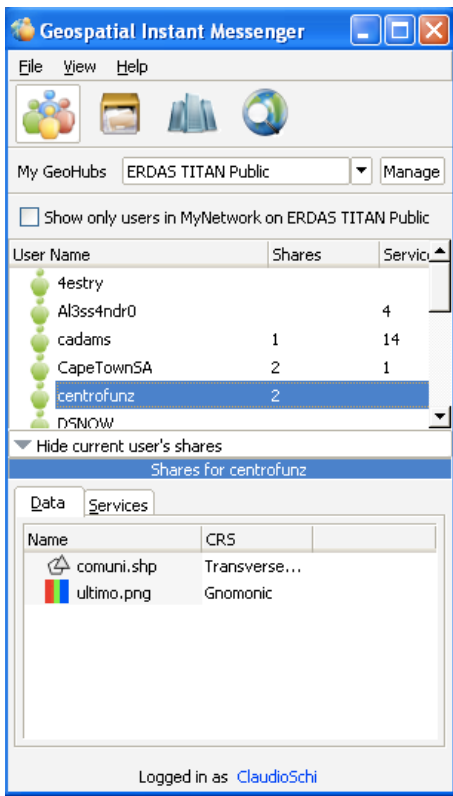 Geospatial Instant Messenger
File View Help
My GeoHubs ERDAS TITAN Public Manage
Show only users in MyNetwork on ERDAS TITAN Public
User Name Shares Servic
4estry
Al3ss4ndr0 4
cadams 1 14
CapeTownSA 2 1
centrofunz 2
DSNOW
Hide current user's shares
Shares for centrofunz
Data Services
Name CRS
comuni.shp Transverse...
ultimo.png Gnomonic
Logged in as ClaudioSchi